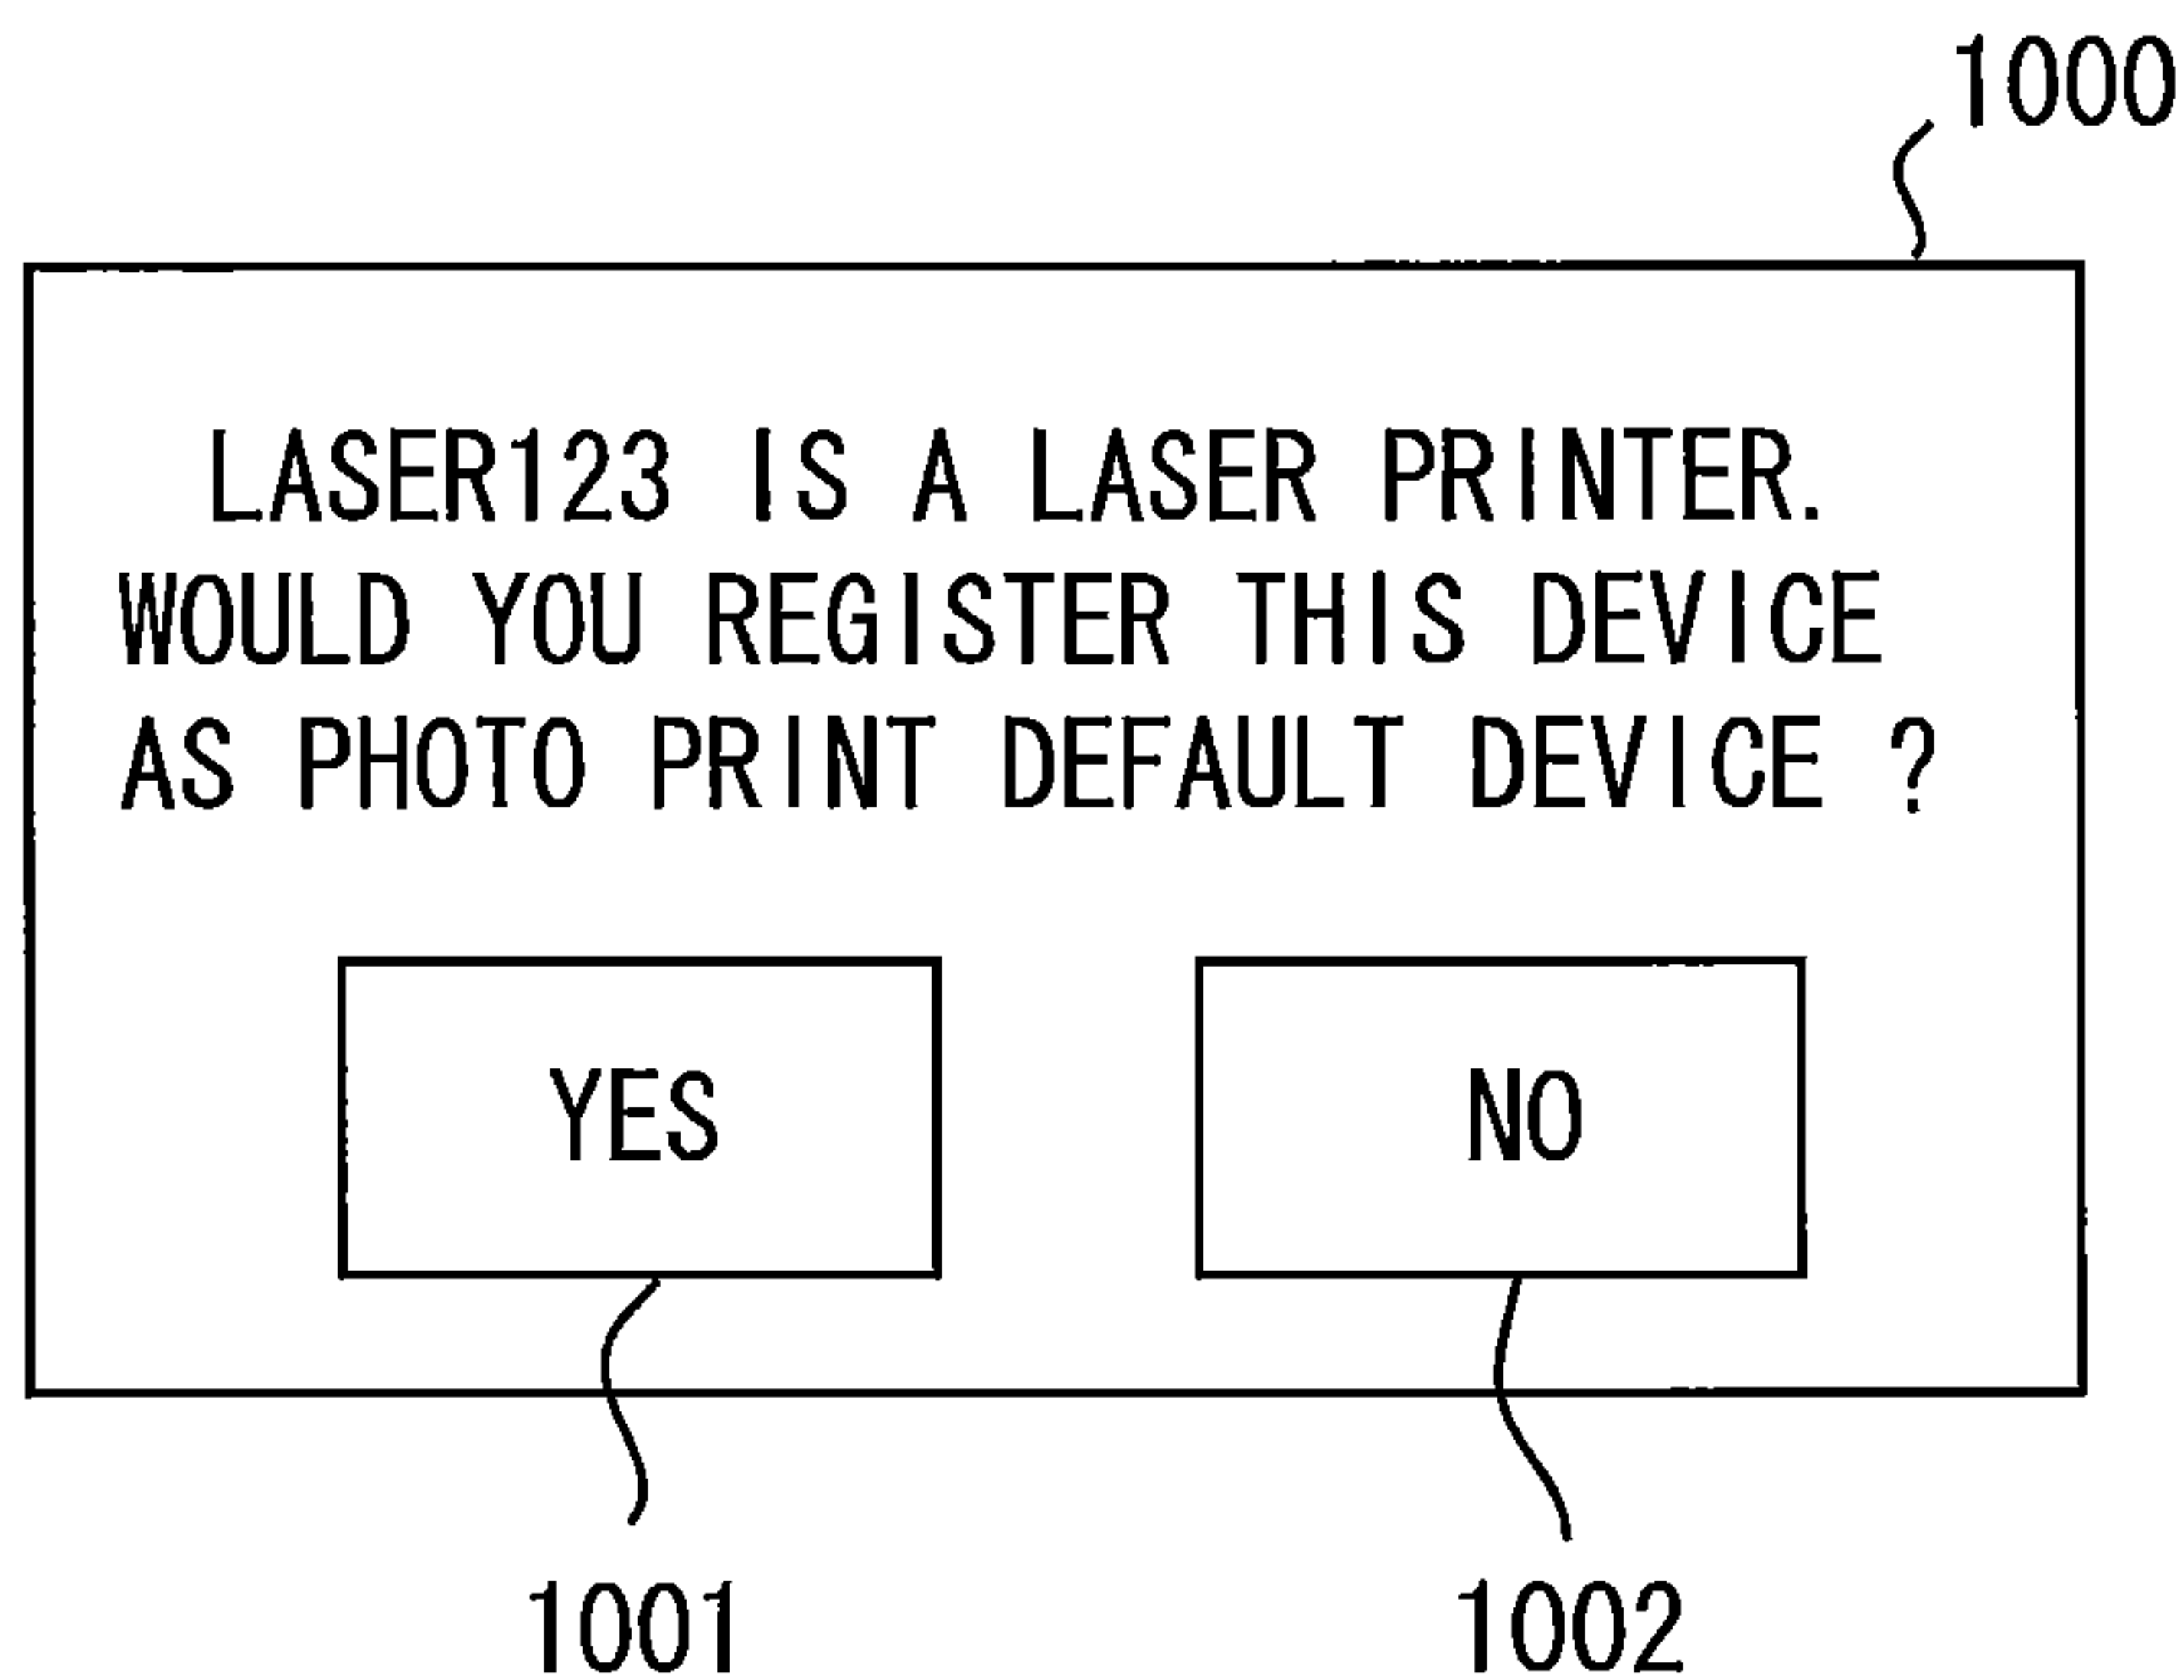 1000
LASER123 IS A LASER PRINTER.
WOULD YOU REGISTER THIS DEVICE
AS PHOTO PRINT DEFAULT DEVICE ?
YES NO
1001 1002